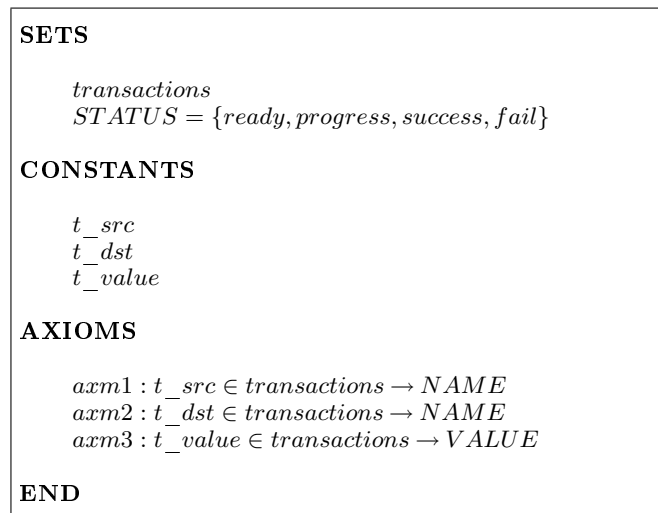 SETS
transactions
STATUS = {ready, progress, success, fail}
CONSTANTS
t_src
t_dst
t_value
AXIOMS
axm1 : t_src ∈ transactions → NAME
axm2 : t_dst ∈ transactions → NAME
axm3 : t_value ∈ transactions → VALUE
END